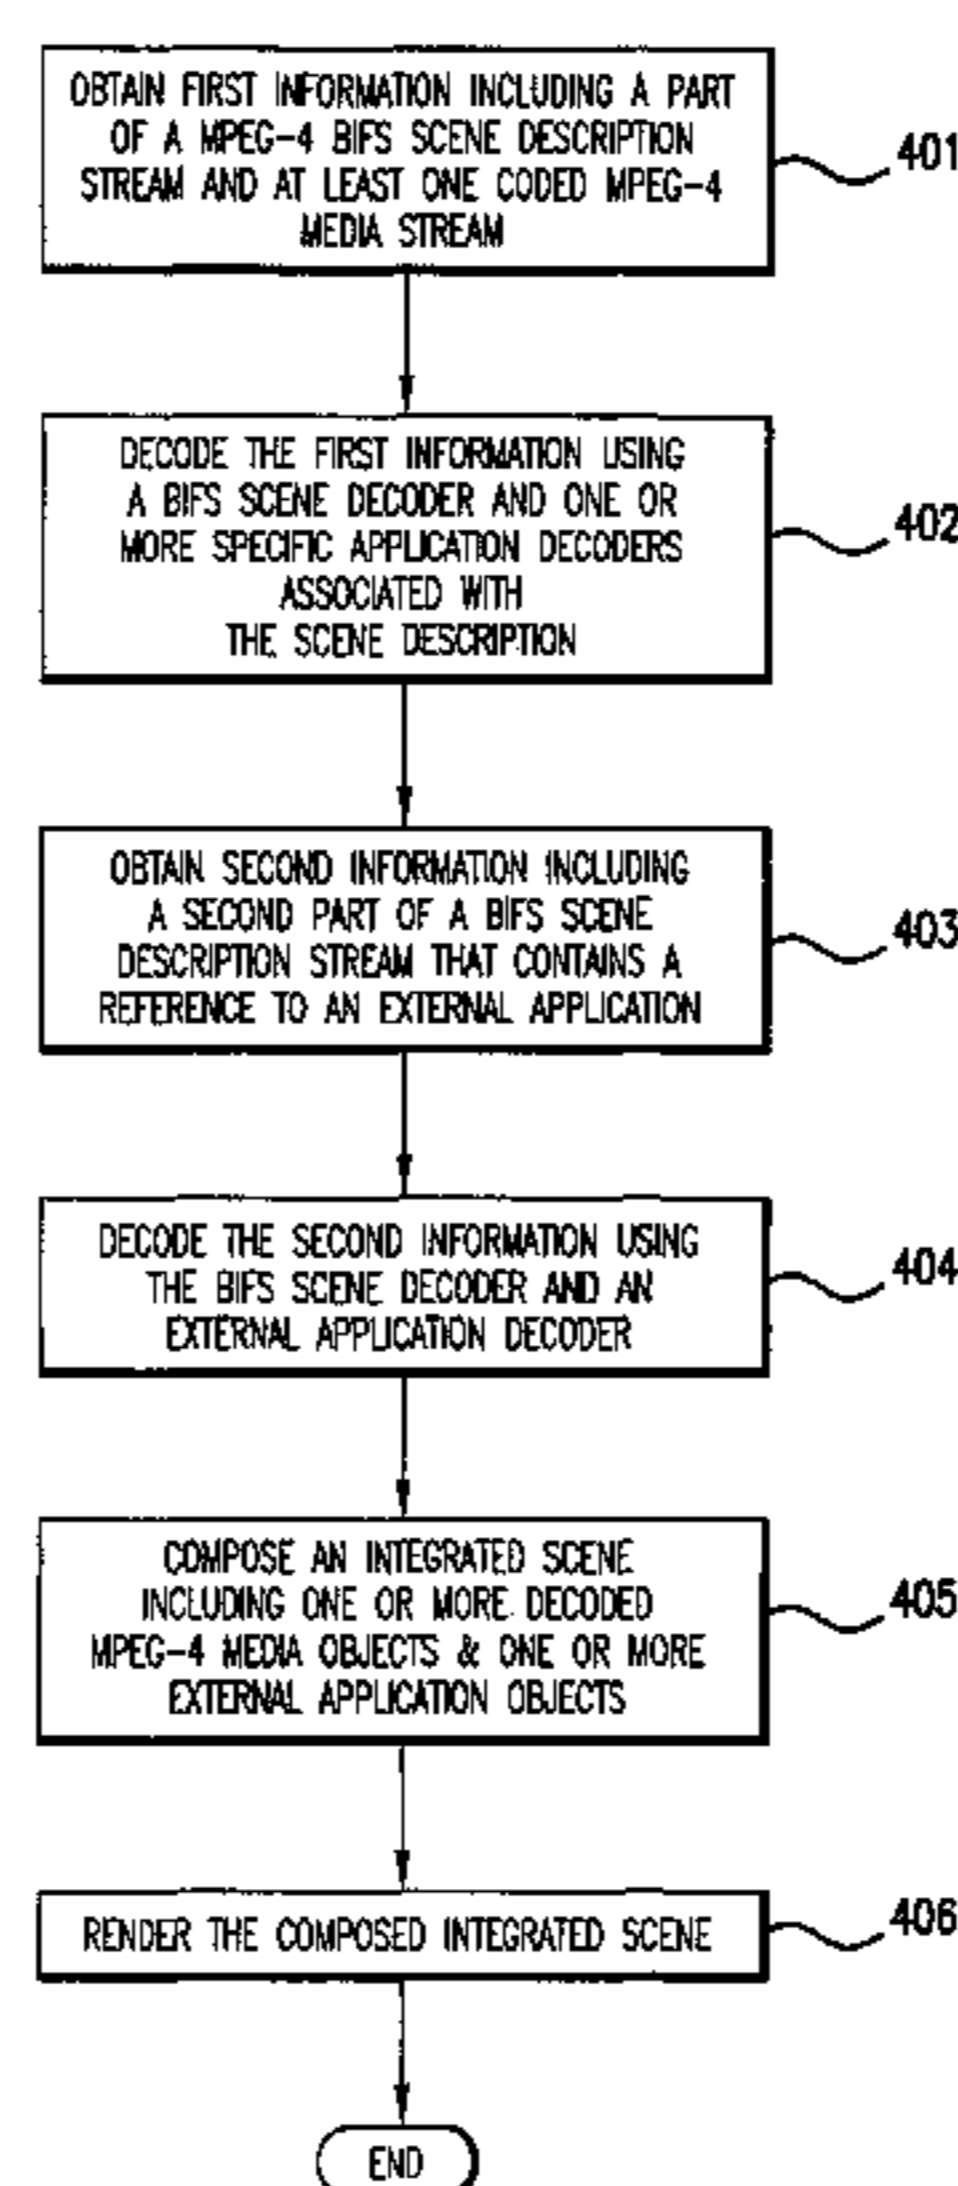 OBTAIN FIRST INFORMATION INCLUDING A PART
OF A MPEG-4 BIFS SCENE DESCRIPTION
STREAM AND AT LEAST ONE CODED MPEG-4
MEDIA STREAM
401
DECODE THE FIRST INFORMATION USING
A BIFS SCENE DECODER AND ONE OR
MORE SPECIFIC APPLICATION DECODERS
ASSOCIATED WITH
THE SCENE DESCRIPTION
402
OBTAIN SECOND INFORMATION INCLUDING
A SECOND PART OF A BIFS SCENE
DESCRIPTION STREAM THAT CONTAINS A
REFERENCE TO AN EXTERNAL APPLICATION
403
DECODE THE SECOND INFORMATION USING
THE BIFS SCENE DECODER AND AN
EXTERNAL APPLICATION DECODER
404
COMPOSE AN INTEGRATED SCENE
INCLUDING ONE OR MORE DECODED
MPEG-4 MEDIA OBJECTS & ONE OR MORE
EXTERNAL APPLICATION OBJECTS
405
RENDER THE COMPOSED INTEGRATED SCENE
406
END